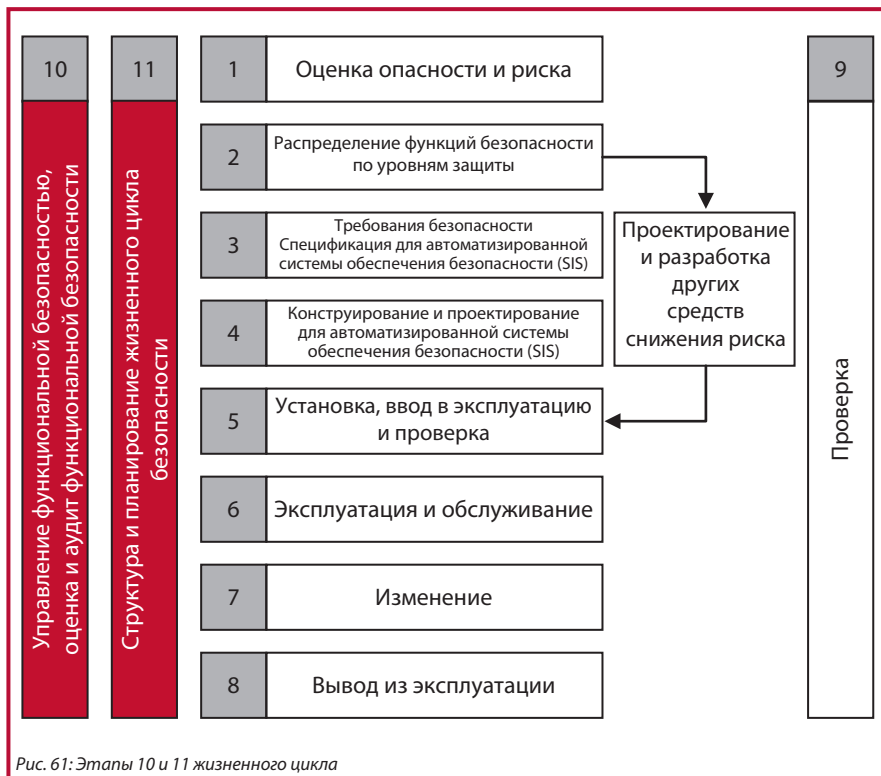 10
Управление функциональной безопасностью,
оценка и аудит функциональной безопасности
11
Структура и планирование жизненного цикла
безопасности
1
Оценка опасности и риска
2
Распределение функций безопасности
по уровням защиты
3
Требования безопасности
Спецификация для автоматизированной
системы обеспечения безопасности (SIS)
4
Конструирование и проектирование
для автоматизированной системы
обеспечения безопасности (SIS)
5
Установка, ввод в эксплуатацию
и проверка
6
Эксплуатация и обслуживание
7
Изменение
8
Вывод из эксплуатации
Проектирование
и разработка
других
средств
снижения риска
9
Проверка
Рис. 61: Этапы 10 и 11 жизненного цикла